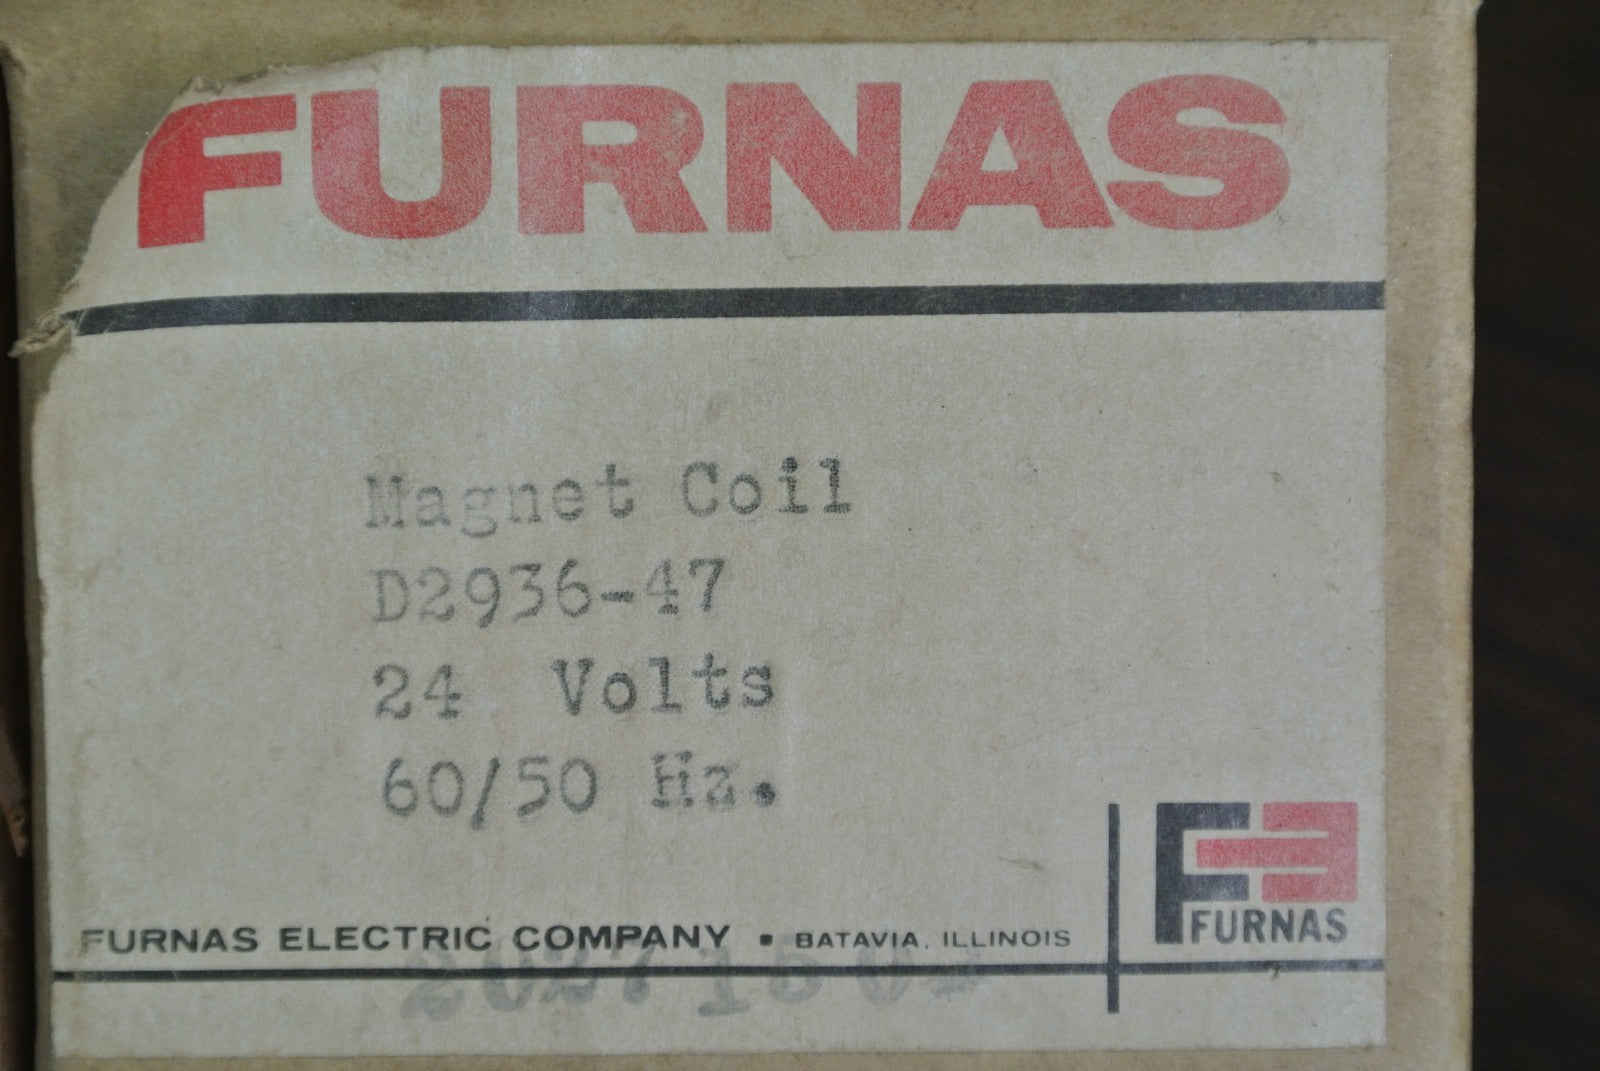 FURNAS
Magnet Coil
D2936-47
24 Volts
60/50 Hz.
FURNAS ELECTRIC COMPANY ▪ BATAVIA, ILLINOIS
FURNAS